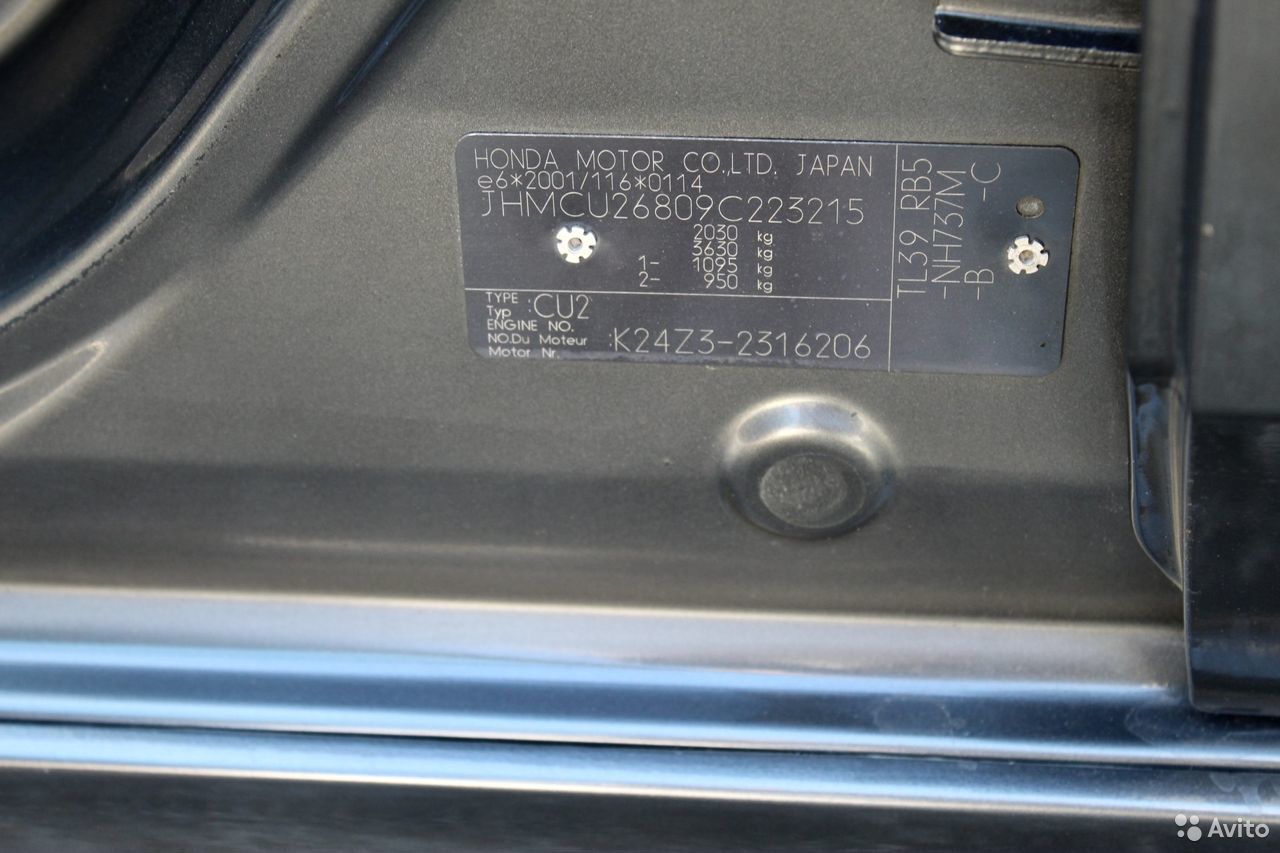 HONDA MOTOR CO.,LTD. JAPAN
e6*2001/116*0114
JHMCU26809C223215
2030 kg
3630 kg
1- 1095 kg
2- 950 kg
TYPE
Typ :CU2
ENGINE NO.
NO.Du Moteur :K24Z3-2316206
Motor Nr.
TL39 RB5
-NH737M
-B -C
Avito